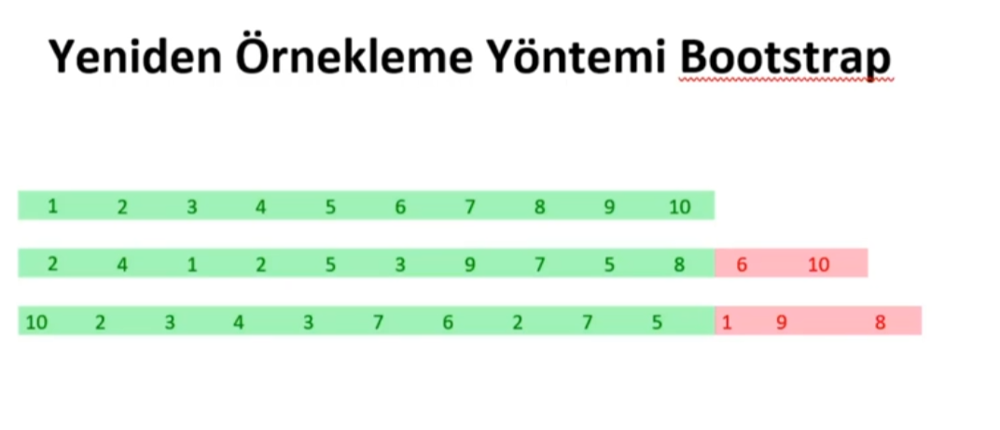 Yeniden Örnekleme Yöntemi Bootstrap
1 2 3 4 5 6 7 8 9 10
2 4 1 2 5 3 9 7 5 8 6 10
10 2 3 4 3 7 6 2 7 5 1 9 8